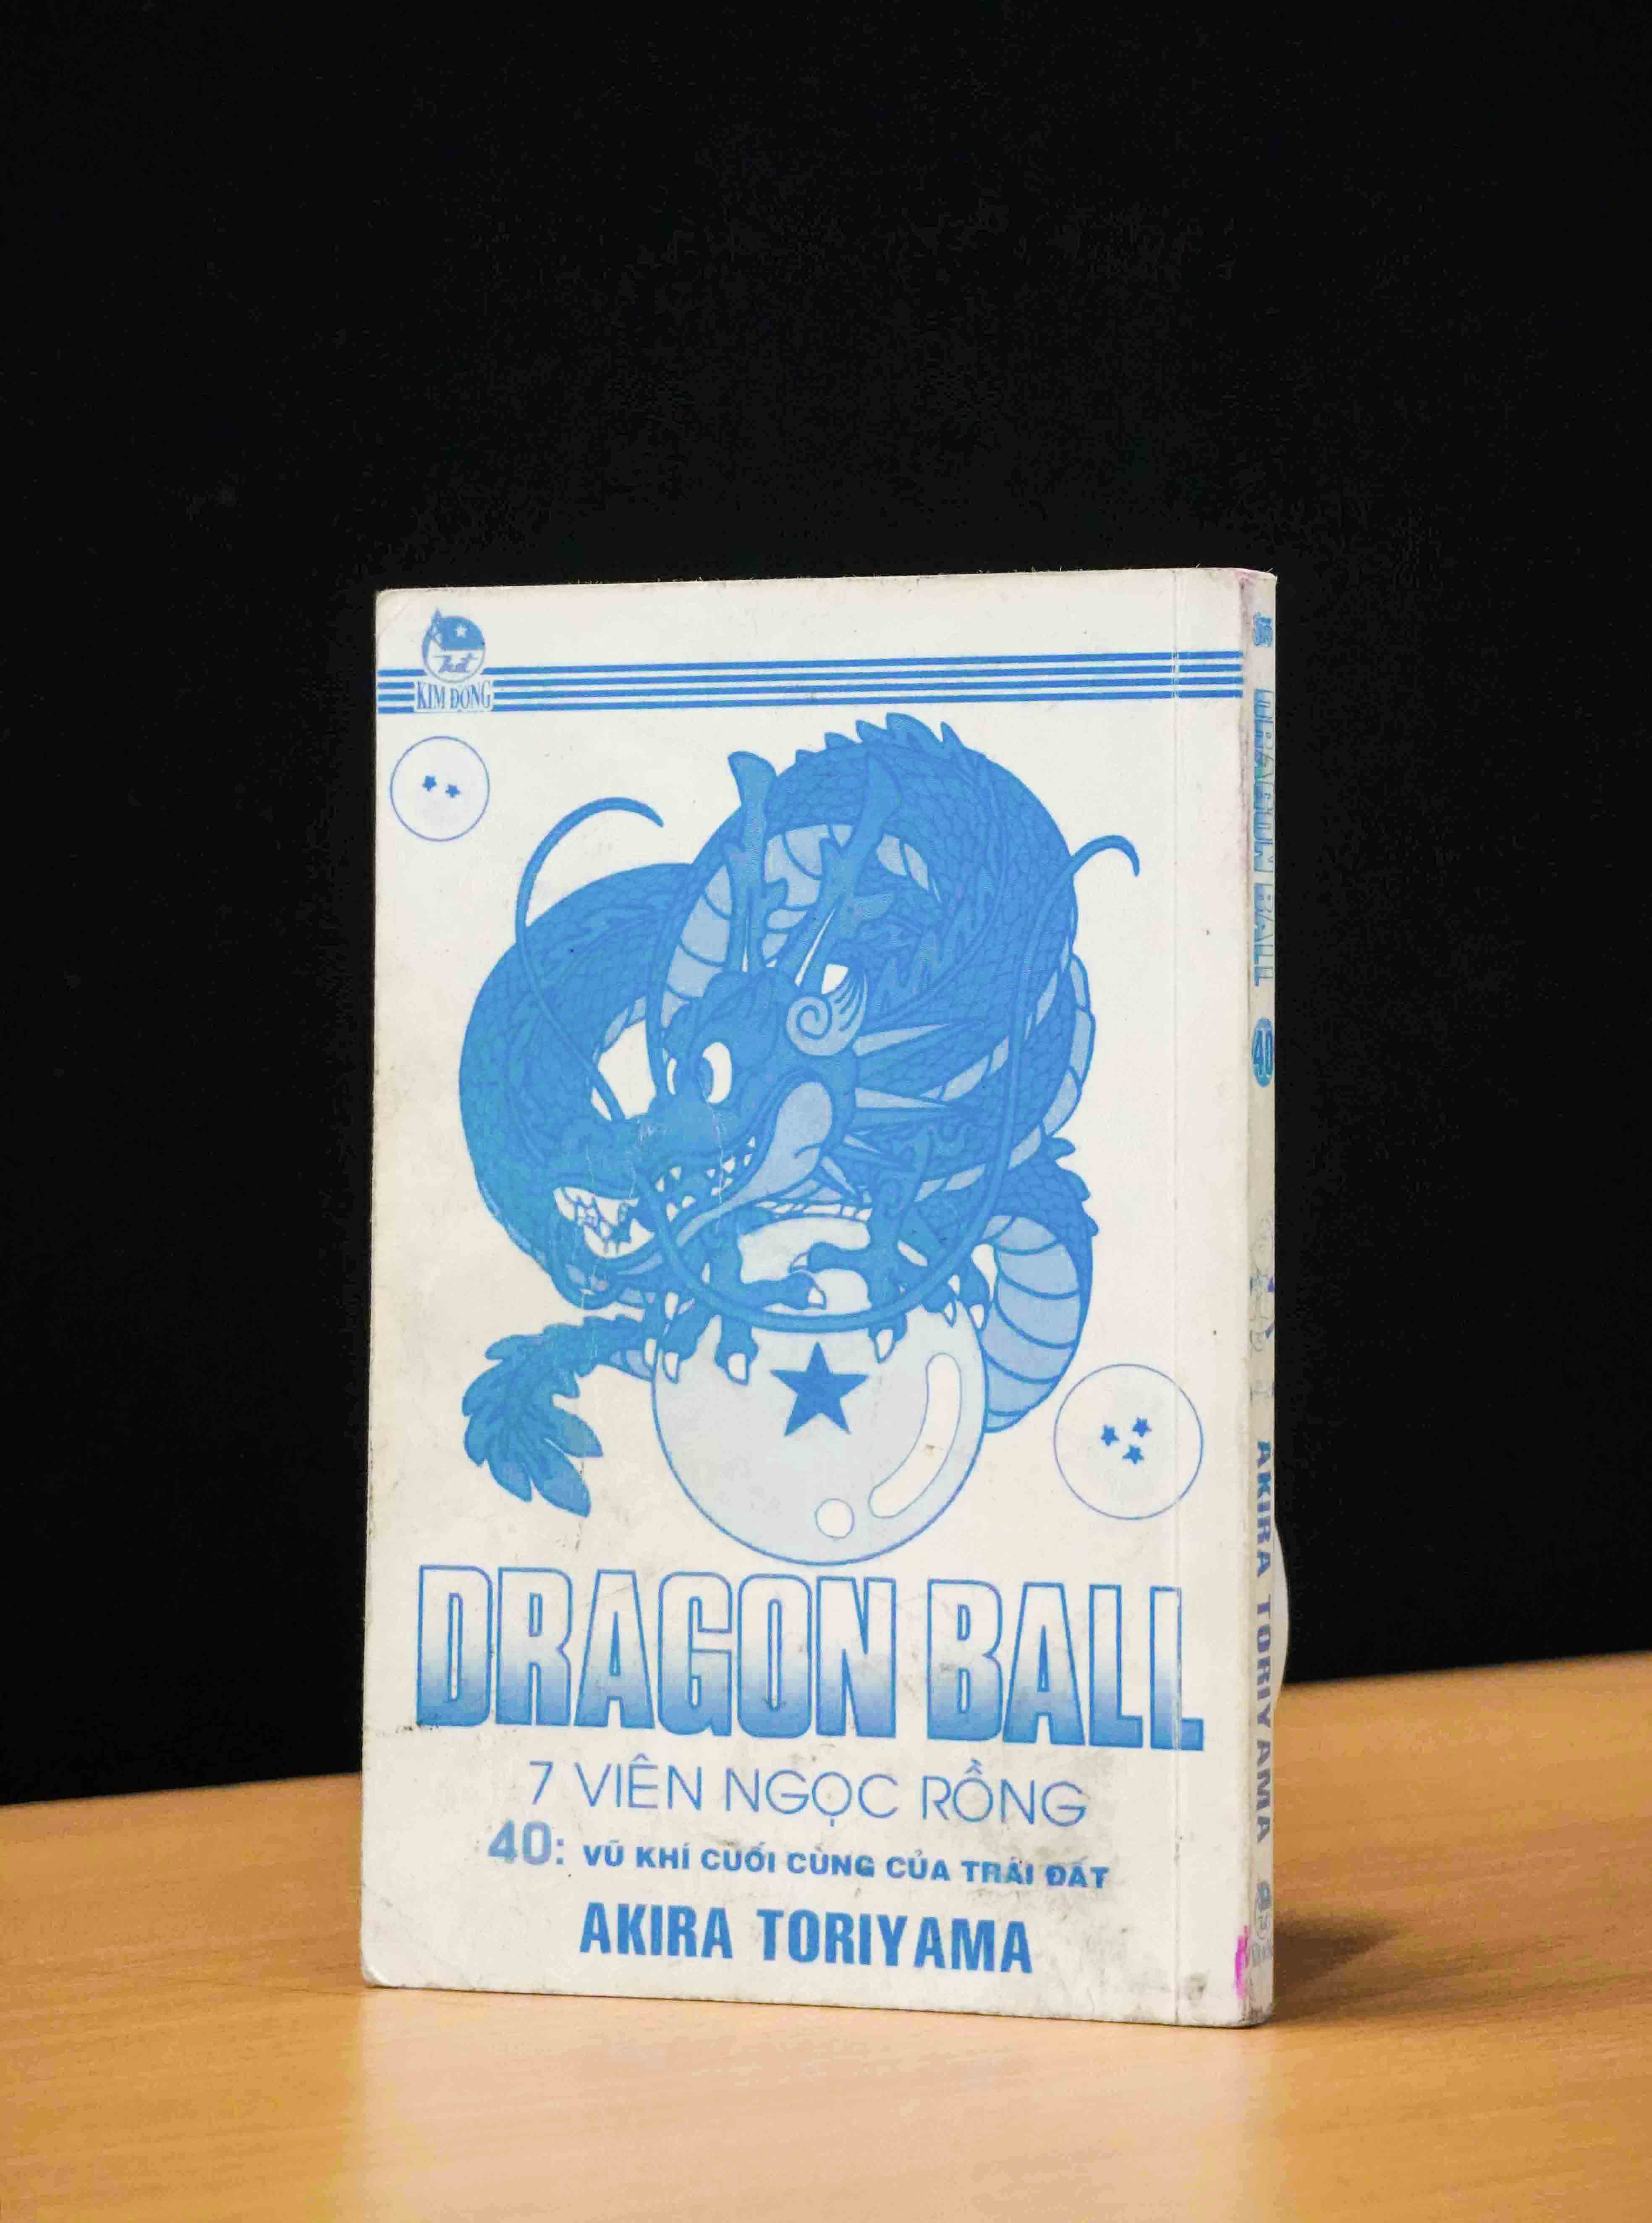 KIM ĐỒNG
DRAGON BALL
7 VIÊN NGỌC RỒNG
40: VŨ KHÍ CUỐI CÙNG CỦA TRÁI ĐẤT
AKIRA TORIYAMA
DRAGON BALL
40
AKIRA TORIYAMA